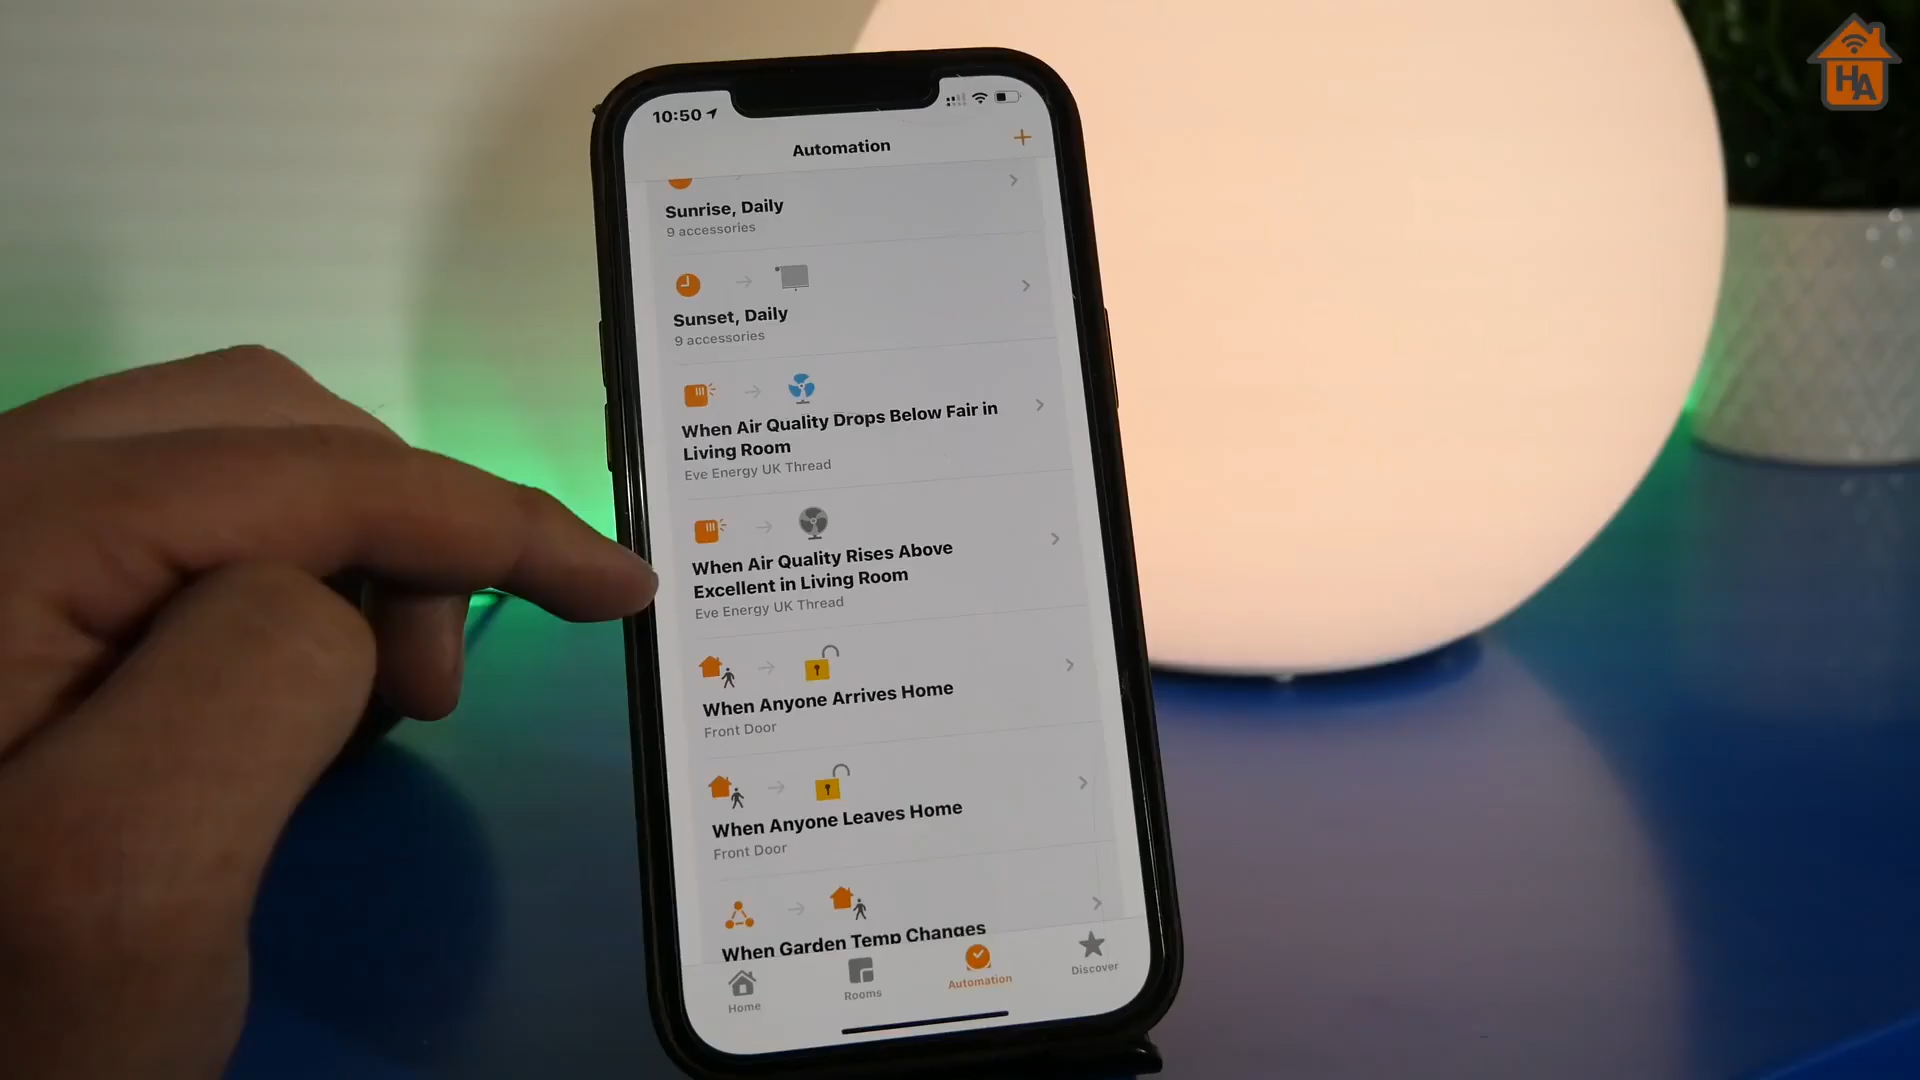 HA
10:50
Automation
Sunrise, Daily
9 accessories
Sunset, Daily
9 accessories
When Air Quality Drops Below Fair in
Living Room
Eve Energy UK Thread
When Air Quality Rises Above
Excellent in Living Room
Eve Energy UK Thread
When Anyone Arrives Home
Front Door
When Anyone Leaves Home
Front Door
When Garden Temp Changes
Home
Rooms
Automation
Discover